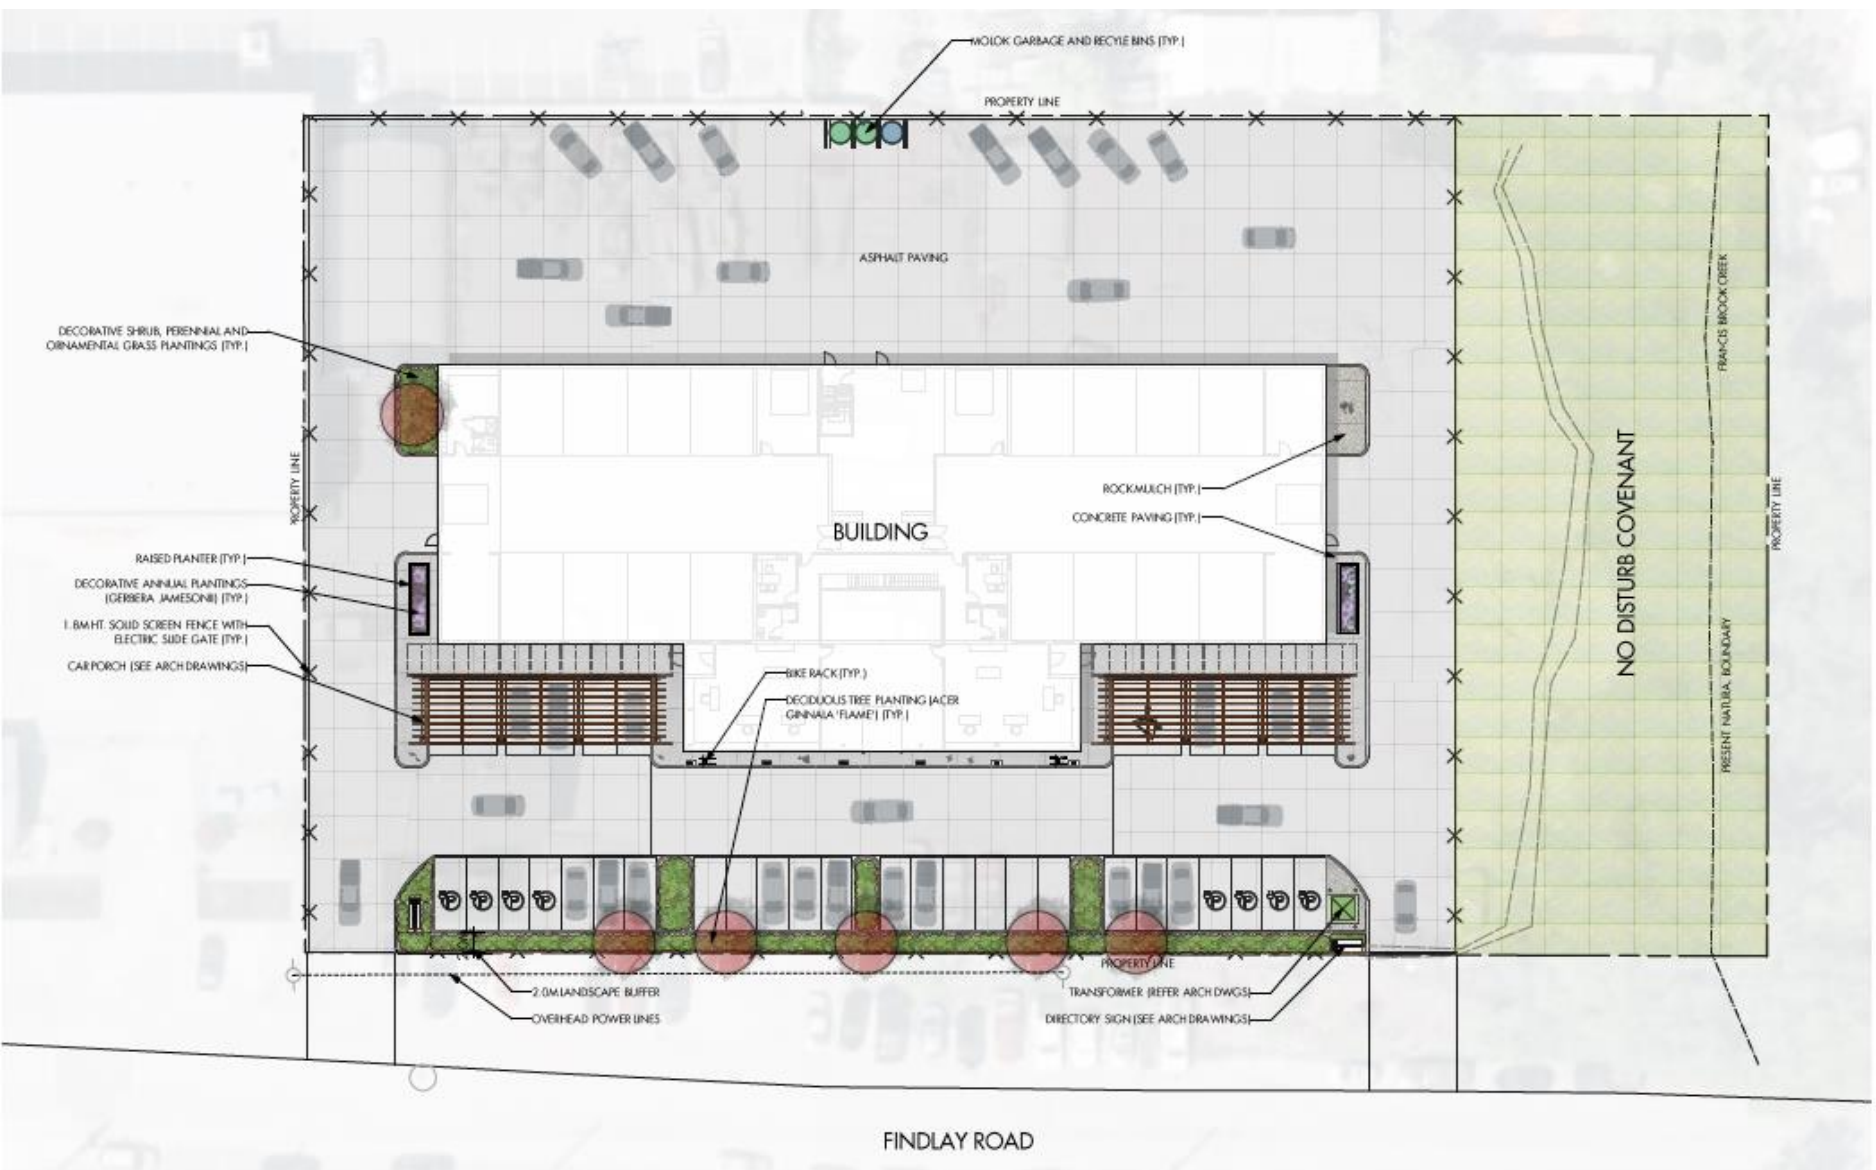 MOLOK GARBAGE AND RECYLE BINS (TYP.)
PROPERTY LINE
ASPHALT PAVING
DECORATIVE SHRUB, PERENNIAL AND
ORNAMENTAL GRASS PLANTINGS (TYP.)
FRANCIS BROOK CREEK
PROPERTY LINE
ROCKMULCH (TYP.)
CONCRETE PAVING (TYP.)
BUILDING
NO DISTURB COVENANT
PROPERTY LINE
RAISED PLANTER (TYP.)
DECORATIVE ANNUAL PLANTINGS
(GERBERA JAMESONII) (TYP.)
1.8M HT. SOLID SCREEN FENCE WITH
ELECTRIC SLIDE GATE (TYP.)
CAR PORCH (SEE ARCH DRAWINGS)
BIKE RACK (TYP.)
DECIDUOUS TREE PLANTING (ACER
GINNALA 'FLAME') (TYP.)
PRESENT NATURAL BOUNDARY
PROPERTY LINE
2.0M LANDSCAPE BUFFER
TRANSFORMER (REFER ARCH DWGS)
OVERHEAD POWER LINES
DIRECTORY SIGN (SEE ARCH DRAWINGS)
FINDLAY ROAD